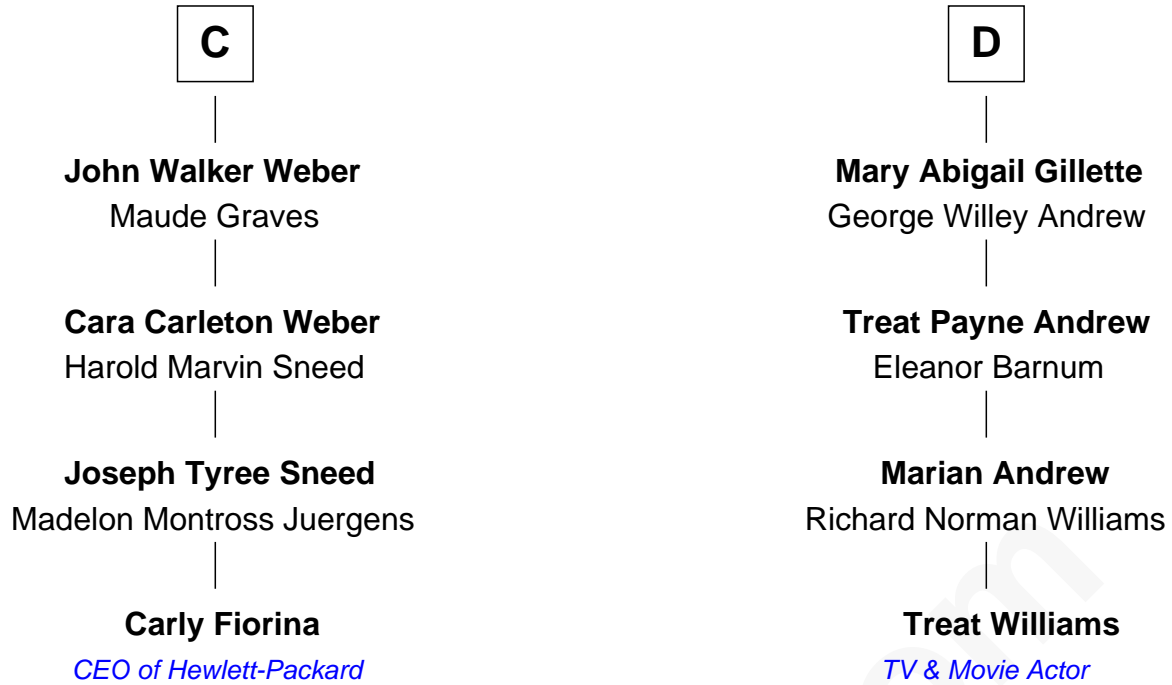 C
John Walker Weber
Maude Graves
Cara Carleton Weber
Harold Marvin Sneed
Joseph Tyree Sneed
Madelon Montross Juergens
Carly Fiorina
CEO of Hewlett-Packard
D
Mary Abigail Gillette
George Willey Andrew
Treat Payne Andrew
Eleanor Barnum
Marian Andrew
Richard Norman Williams
Treat Williams
TV & Movie Actor